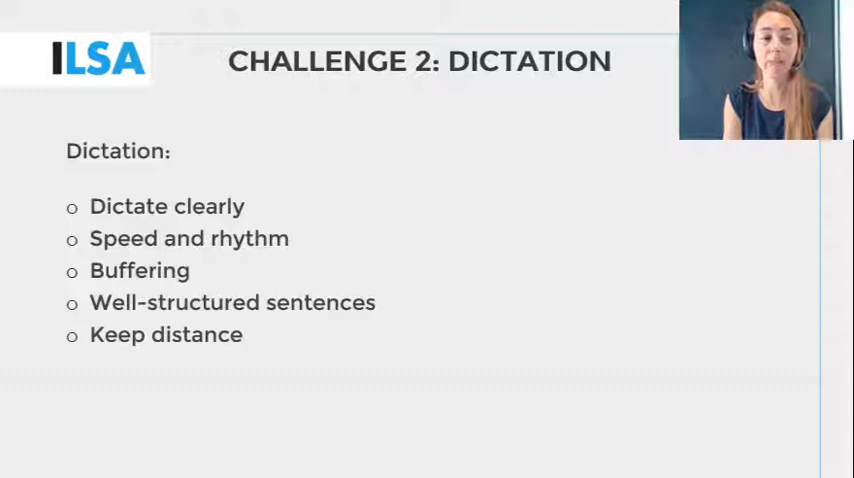 ILSA
CHALLENGE 2: DICTATION
Dictation:
o Dictate clearly
o Speed and rhythm
o Buffering
o Well-structured sentences
o Keep distance